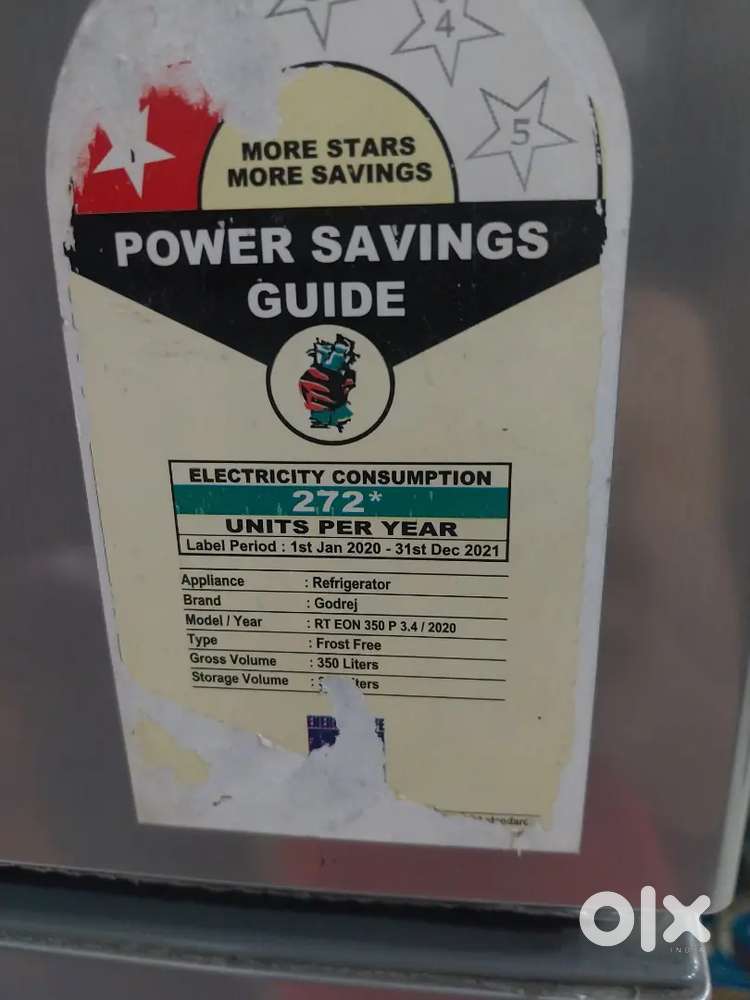 4
5
1
MORE STARS
MORE SAVINGS
POWER SAVINGS
GUIDE
ELECTRICITY CONSUMPTION
272*
UNITS PER YEAR
Label Period : 1st Jan 2020 - 31st Dec 2021
Appliance : Refrigerator
Brand : Godrej
Model / Year : RT EON 350 P 3.4 / 2020
Type : Frost Free
Gross Volume : 350 Liters
Storage Volume :
olx
INDIA